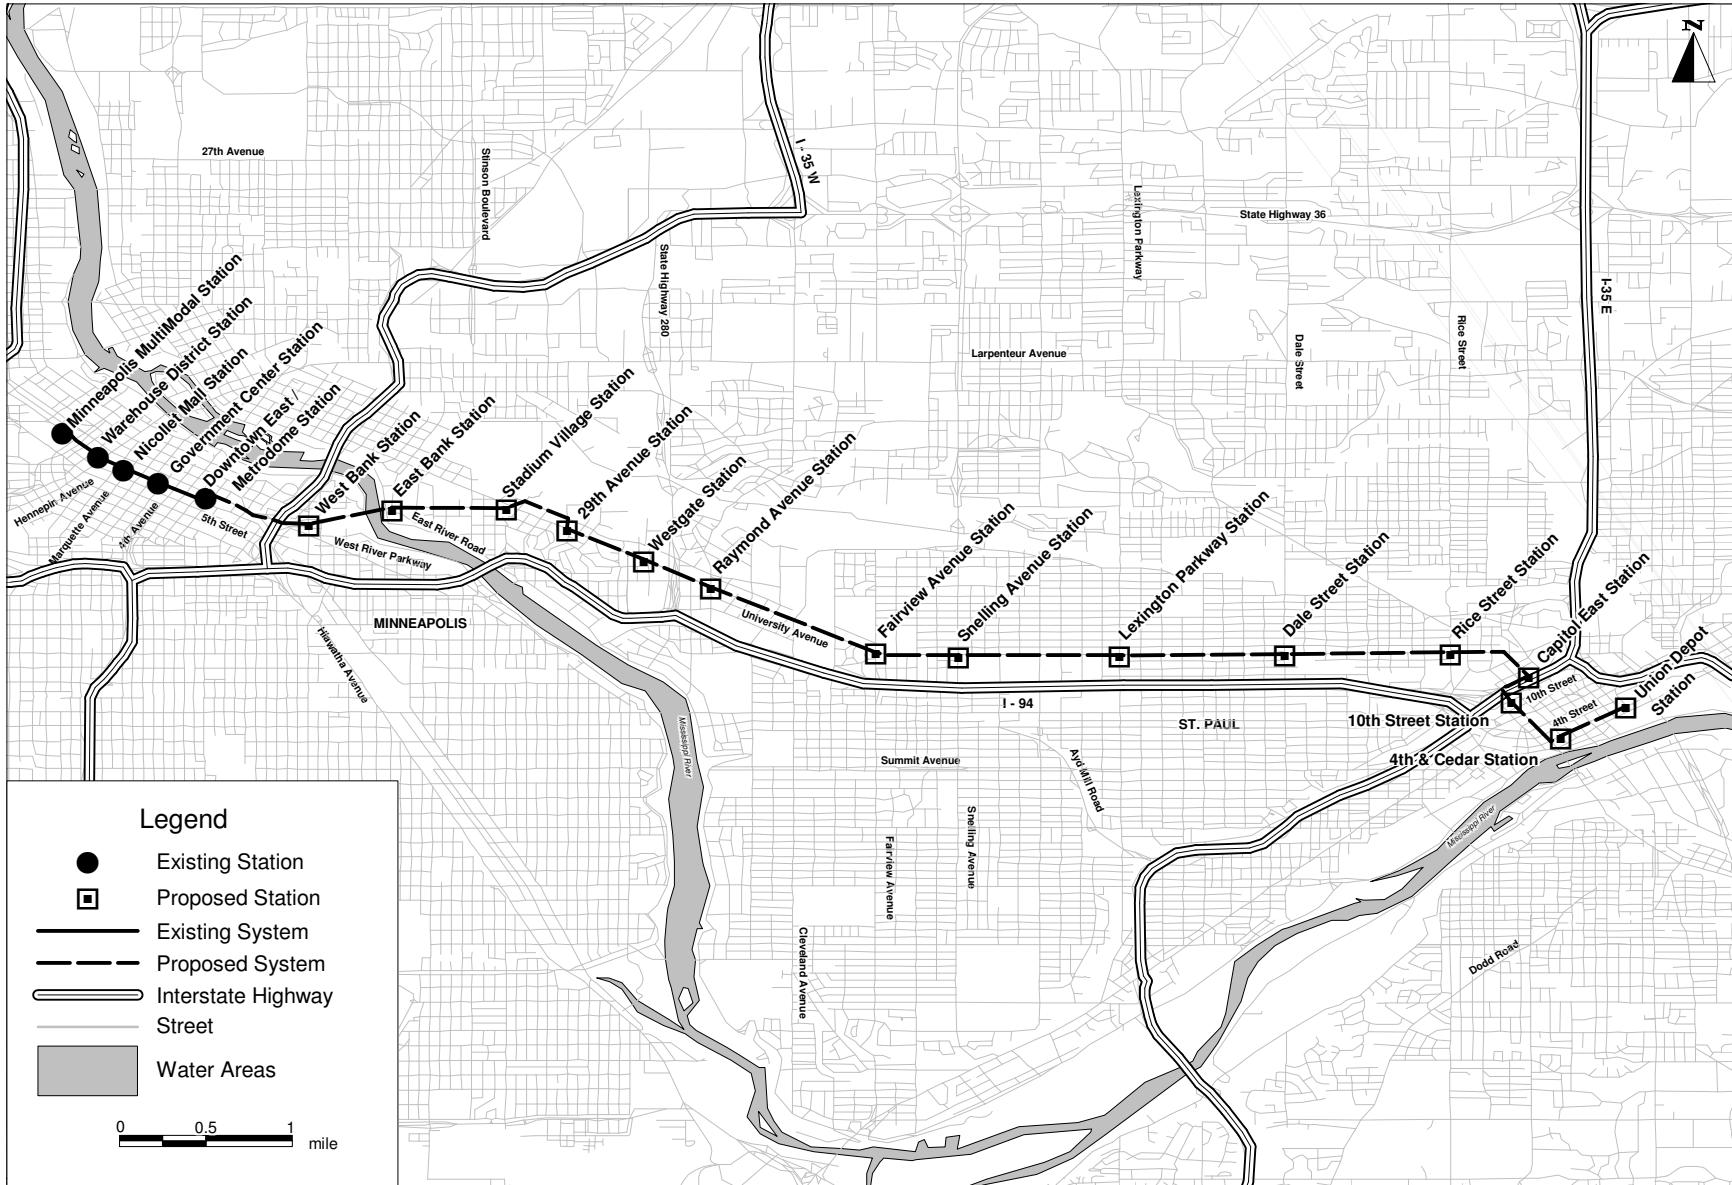 N
27th Avenue
Stinson Boulevard
I - 35 W
Lexington Parkway
State Highway 36
State Highway 280
I-35 E
Rice Street
Dale Street
Larpenteur Avenue
Minneapolis MultiModal Station
Warehouse District Station
Nicollet Mall Station
Government Center Station
Downtown East /
Metrodome Station
West Bank Station
East Bank Station
Stadium Village Station
29th Avenue Station
Westgate Station
Raymond Avenue Station
Fairview Avenue Station
Snelling Avenue Station
Lexington Parkway Station
Dale Street Station
Rice Street Station
Capitol East Station
Union Depot
Station
10th Street Station
4th & Cedar Station
Hennepin Avenue
Marquette Avenue
4th Avenue
5th Street
West River Parkway
East River Road
University Avenue
10th Street
4th Street
MINNEAPOLIS
Hiawatha Avenue
Mississippi River
I - 94
ST. PAUL
Summit Avenue
Ayd Mill Road
Snelling Avenue
Fairview Avenue
Cleveland Avenue
Mississippi River
Dodd Road
Legend
Existing Station
Proposed Station
Existing System
Proposed System
Interstate Highway
Street
Water Areas
0 0.5 1
mile